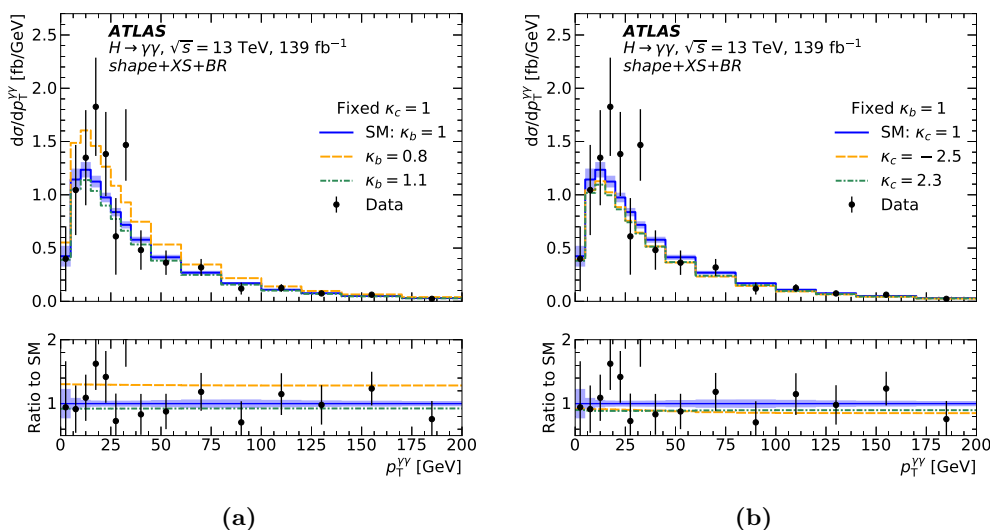 ATLAS
H → γγ, √s = 13 TeV, 139 fb⁻¹
shape+XS+BR
Fixed κ_c = 1
SM: κ_b = 1
κ_b = 0.8
κ_b = 1.1
Data
dσ/dp_T^γγ [fb/GeV]
2.5
2.0
1.5
1.0
0.5
0.0
Ratio to SM
2
1
0 25 50 75 100 125 150 175 200
p_T^γγ [GeV]
(a)
ATLAS
H → γγ, √s = 13 TeV, 139 fb⁻¹
shape+XS+BR
Fixed κ_b = 1
SM: κ_c = 1
κ_c = −2.5
κ_c = 2.3
Data
dσ/dp_T^γγ [fb/GeV]
2.5
2.0
1.5
1.0
0.5
0.0
Ratio to SM
2
1
0 25 50 75 100 125 150 175 200
p_T^γγ [GeV]
(b)